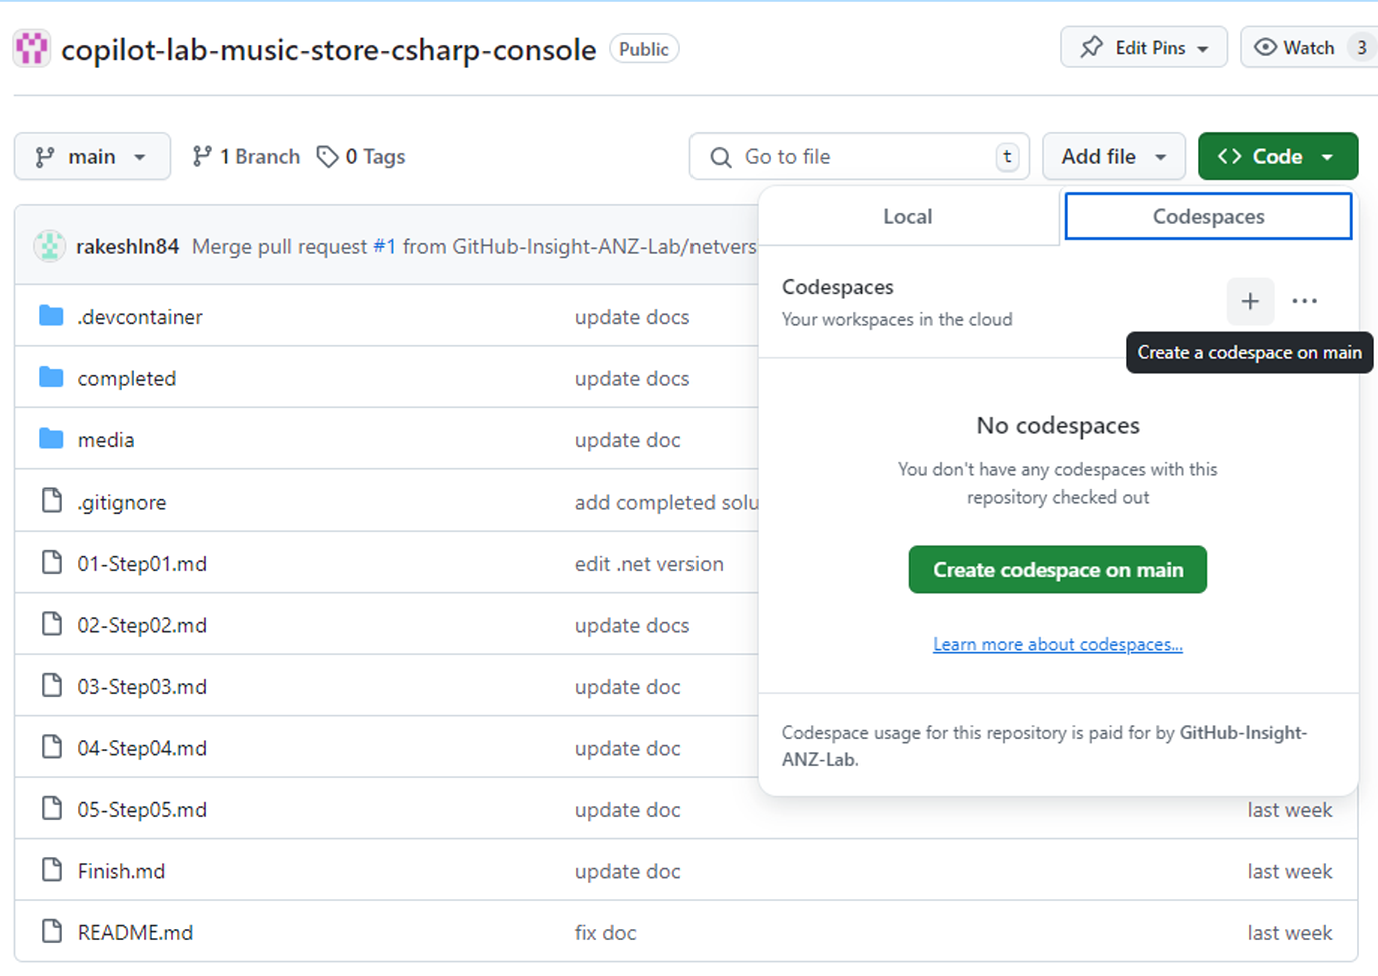 copilot-lab-music-store-csharp-console Public Edit Pins Watch 3
main 1 Branch 0 Tags Go to file t Add file Code
Local Codespaces
rakeshln84 Merge pull request #1 from GitHub-Insight-ANZ-Lab/netvers
Codespaces
Your workspaces in the cloud
Create a codespace on main
.devcontainer update docs
completed update docs
media update doc
.gitignore add completed solu
01-Step01.md edit .net version
02-Step02.md update docs
03-Step03.md update doc
04-Step04.md update doc
No codespaces
You don't have any codespaces with this
repository checked out
Create codespace on main
Learn more about codespaces...
Codespace usage for this repository is paid for by GitHub-Insight-
ANZ-Lab.
05-Step05.md update doc last week
Finish.md update doc last week
README.md fix doc last week